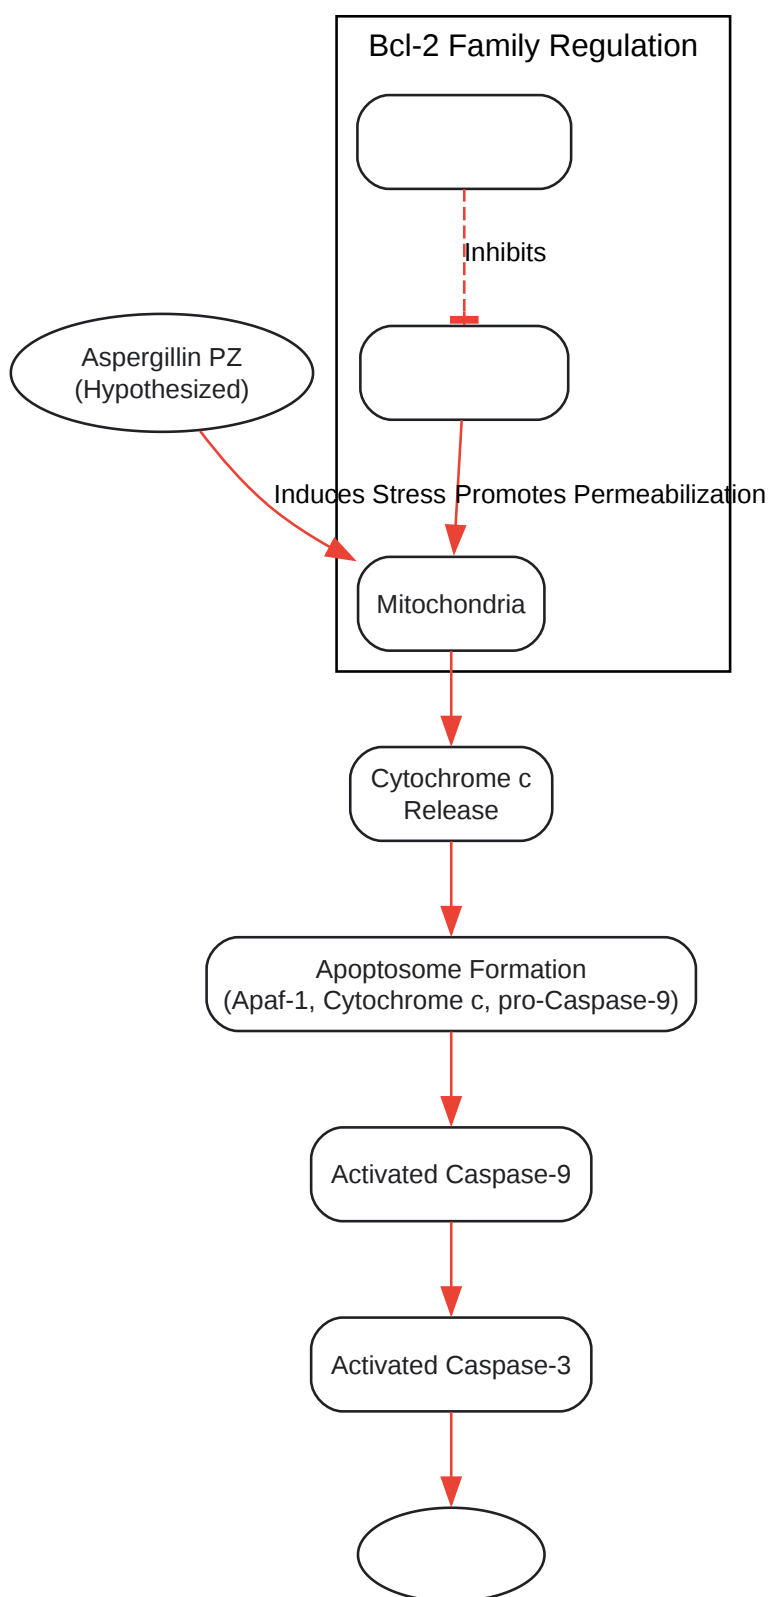 Bcl-2 Family Regulation
Inhibits
Aspergillin PZ
(Hypothesized)
Induces Stress
Promotes Permeabilization
Mitochondria
Cytochrome c
Release
Apoptosome Formation
(Apaf-1, Cytochrome c, pro-Caspase-9)
Activated Caspase-9
Activated Caspase-3